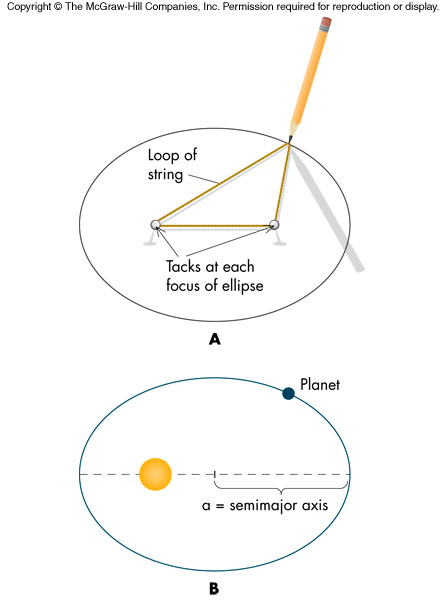 Copyright © The McGraw-Hill Companies, Inc. Permission required for reproduction or display.
Loop of
string
Tacks at each
focus of ellipse
A
Planet
a = semimajor axis
B